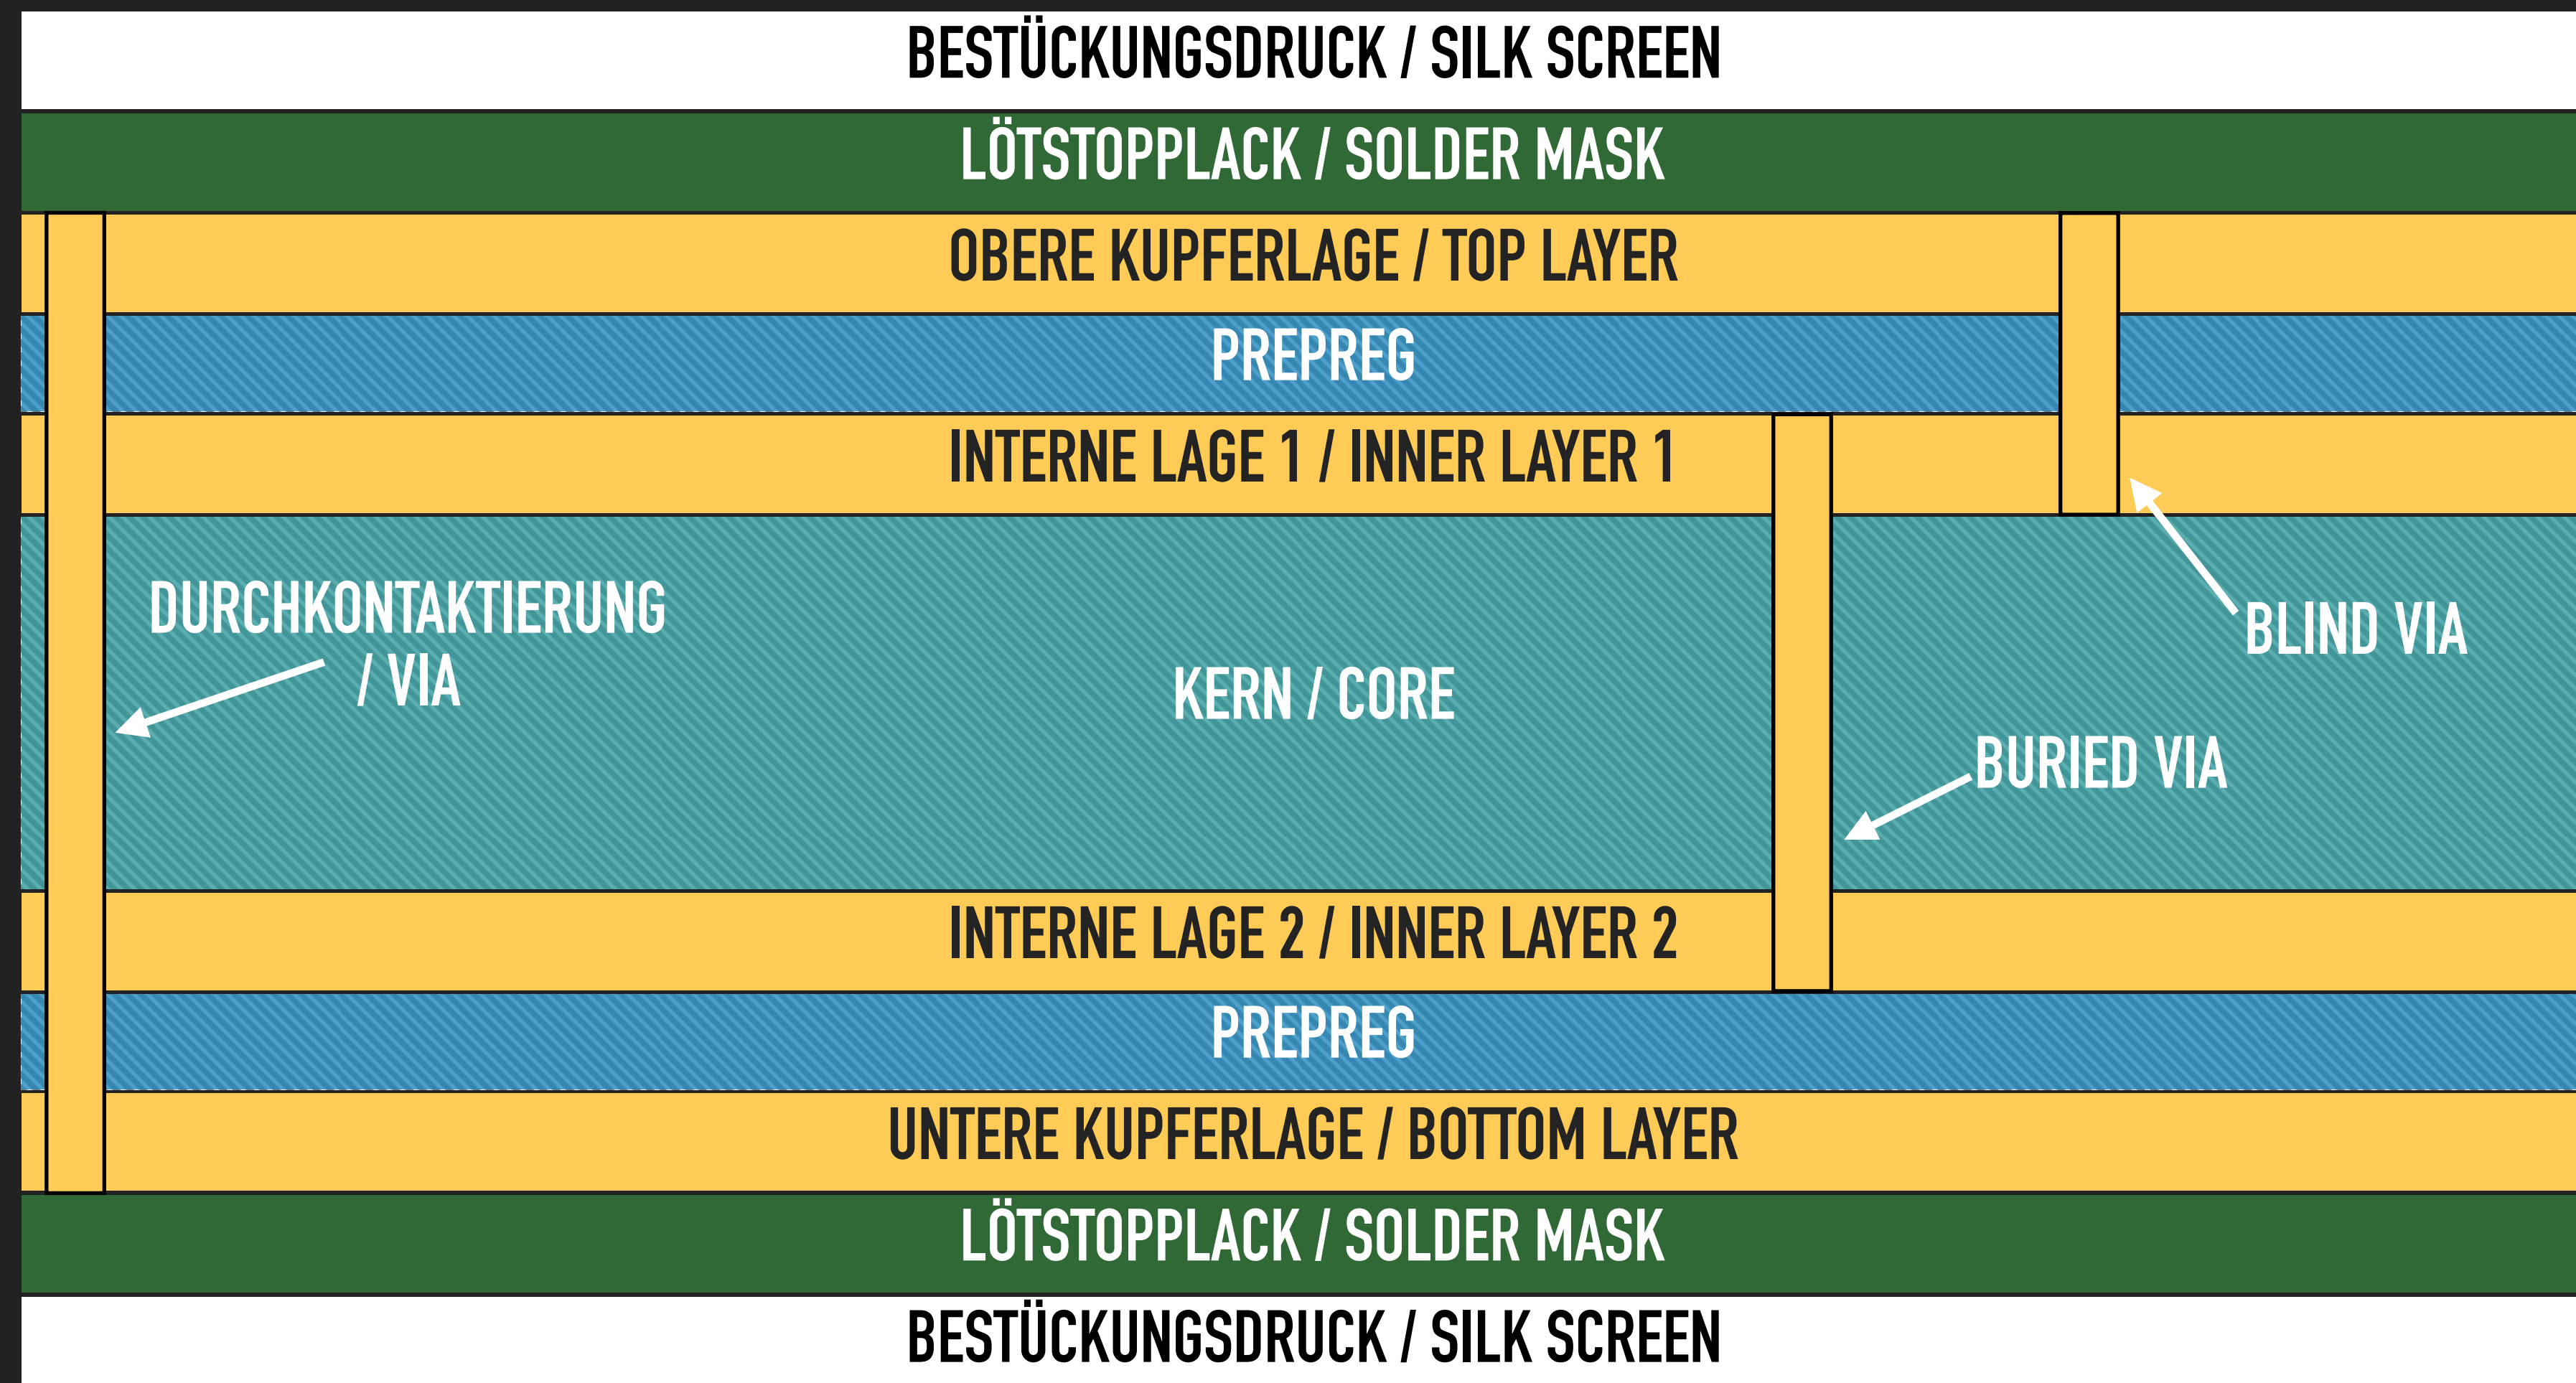 BESTÜCKUNGSDRUCK / SILK SCREEN
LÖTSTOPPLACK / SOLDER MASK
OBERE KUPFERLAGE / TOP LAYER
PREPREG
INTERNE LAGE 1 / INNER LAYER 1
DURCHKONTAKTIERUNG
/ VIA
KERN / CORE
BLIND VIA
BURIED VIA
INTERNE LAGE 2 / INNER LAYER 2
PREPREG
UNTERE KUPFERLAGE / BOTTOM LAYER
LÖTSTOPPLACK / SOLDER MASK
BESTÜCKUNGSDRUCK / SILK SCREEN